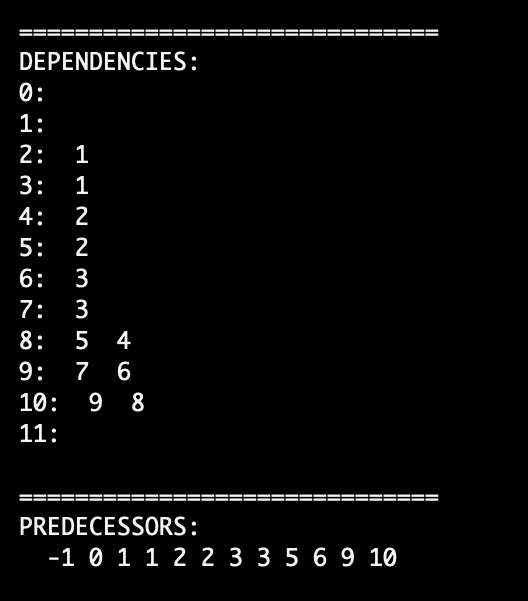 ==============================
DEPENDENCIES:
0:
1:
2:  1
3:  1
4:  2
5:  2
6:  3
7:  3
8:  5  4
9:  7  6
10:  9  8
11:
==============================
PREDECESSORS:
  -1 0 1 1 2 2 3 3 5 6 9 10